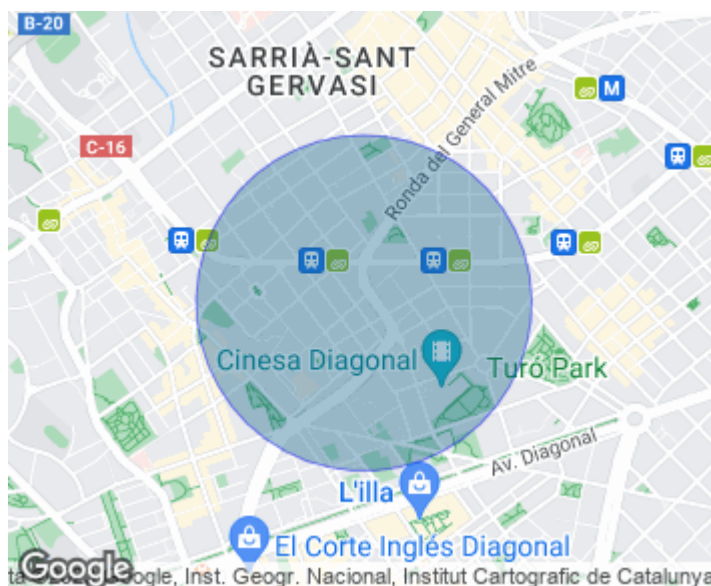 B-20
SARRIÀ-SANT
GERVASI
Ronda del General Mitre
M
C-16
Cinesa Diagonal
Turó Park
Av. Diagonal
L'illa
El Corte Inglés Diagonal
Google
Google, Inst. Geogr. Nacional, Institut Cartografic de Catalunya